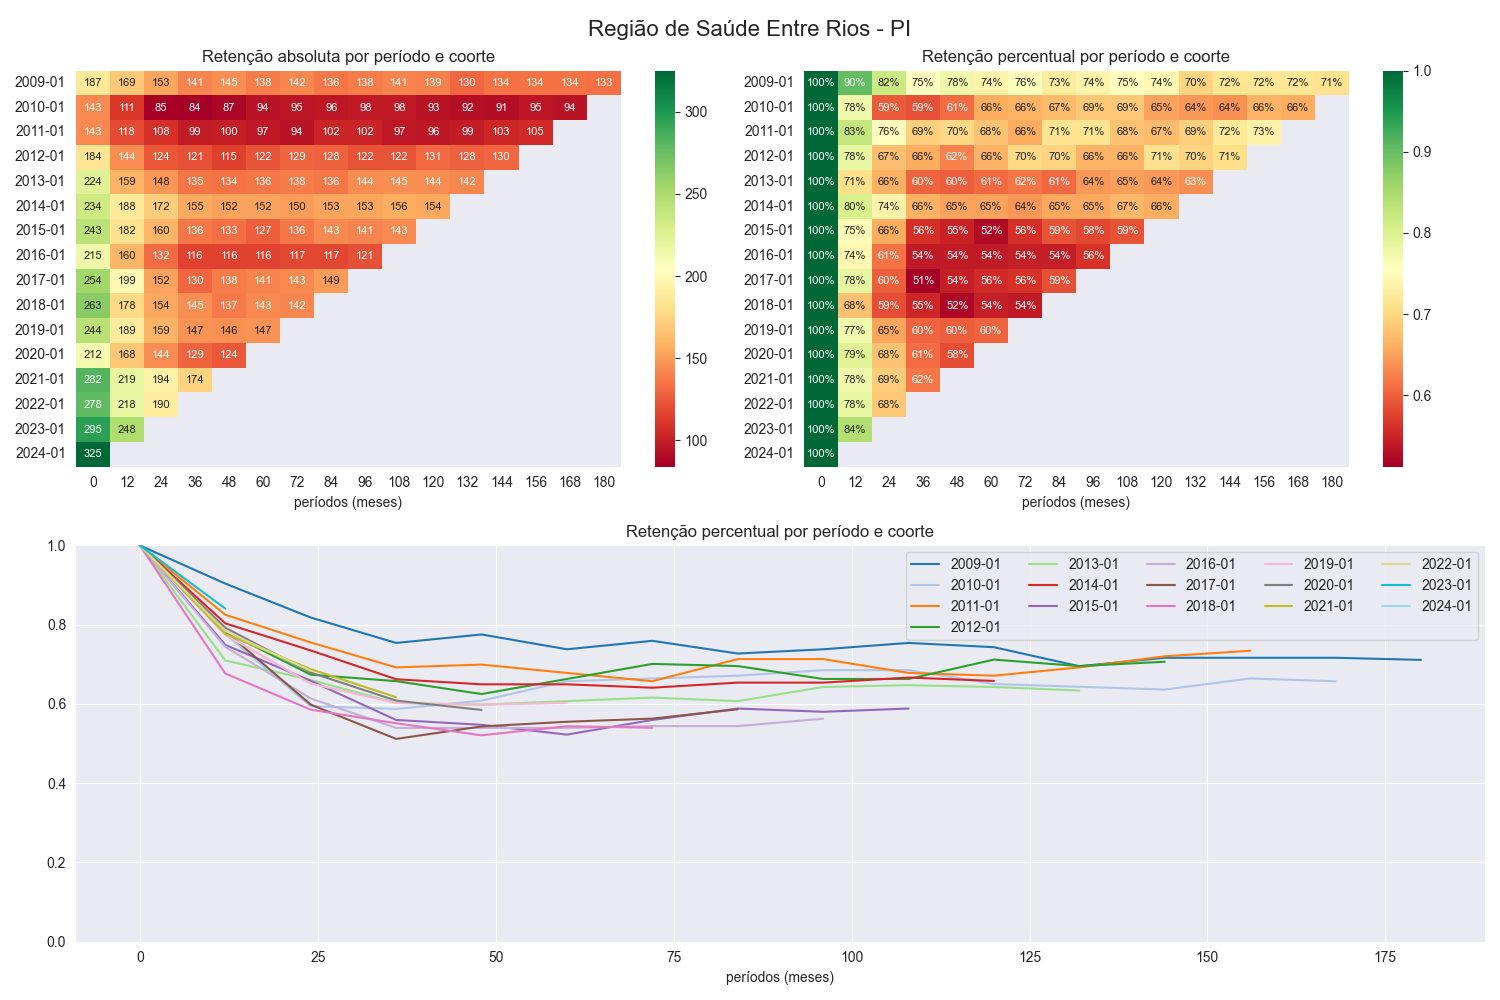 Região de Saúde Entre Rios - PI
Retenção absoluta por período e coorte
2009-01 187 169 153 141 145 138 142 136 138 141 139 130 134 134 134 133
2010-01 143 111 85 84 87 94 95 96 98 98 93 92 91 95 94
2011-01 143 118 108 99 100 97 94 102 102 97 96 99 103 105
2012-01 184 144 124 121 115 122 129 128 122 122 131 128 130
2013-01 224 159 148 135 134 136 138 136 144 145 144 142
2014-01 234 188 172 155 152 152 150 153 153 156 154
2015-01 243 182 160 136 133 127 136 143 141 143
2016-01 215 160 132 116 116 116 117 117 121
2017-01 254 199 152 130 138 141 143 149
2018-01 263 178 154 145 137 143 142
2019-01 244 189 159 147 146 147
2020-01 212 168 144 129 124
2021-01 282 219 194 174
2022-01 278 218 190
2023-01 295 248
2024-01 325
0 12 24 36 48 60 72 84 96 108 120 132 144 156 168 180
períodos (meses)
300
250
200
150
100
Retenção percentual por período e coorte
2009-01 100% 90% 82% 75% 78% 74% 76% 73% 74% 75% 74% 70% 72% 72% 72% 71%
2010-01 100% 78% 59% 59% 61% 66% 66% 67% 69% 69% 65% 64% 64% 66% 66%
2011-01 100% 83% 76% 69% 70% 68% 66% 71% 71% 68% 67% 69% 72% 73%
2012-01 100% 78% 67% 66% 62% 66% 70% 70% 66% 66% 71% 70% 71%
2013-01 100% 71% 66% 60% 60% 61% 62% 61% 64% 65% 64% 63%
2014-01 100% 80% 74% 66% 65% 65% 64% 65% 65% 67% 66%
2015-01 100% 75% 66% 56% 55% 52% 56% 59% 58% 59%
2016-01 100% 74% 61% 54% 54% 54% 54% 54% 56%
2017-01 100% 78% 60% 51% 54% 56% 56% 59%
2018-01 100% 68% 59% 55% 52% 54% 54%
2019-01 100% 77% 65% 60% 60% 60%
2020-01 100% 79% 68% 61% 58%
2021-01 100% 78% 69% 62%
2022-01 100% 78% 68%
2023-01 100% 84%
2024-01 100%
0 12 24 36 48 60 72 84 96 108 120 132 144 156 168 180
períodos (meses)
1.0
0.9
0.8
0.7
0.6
Retenção percentual por período e coorte
1.0
0.8
0.6
0.4
0.2
0.0
2009-01 2013-01 2016-01 2019-01 2022-01
2010-01 2014-01 2017-01 2020-01 2023-01
2011-01 2015-01 2018-01 2021-01 2024-01
2012-01
0 25 50 75 100 125 150 175
períodos (meses)